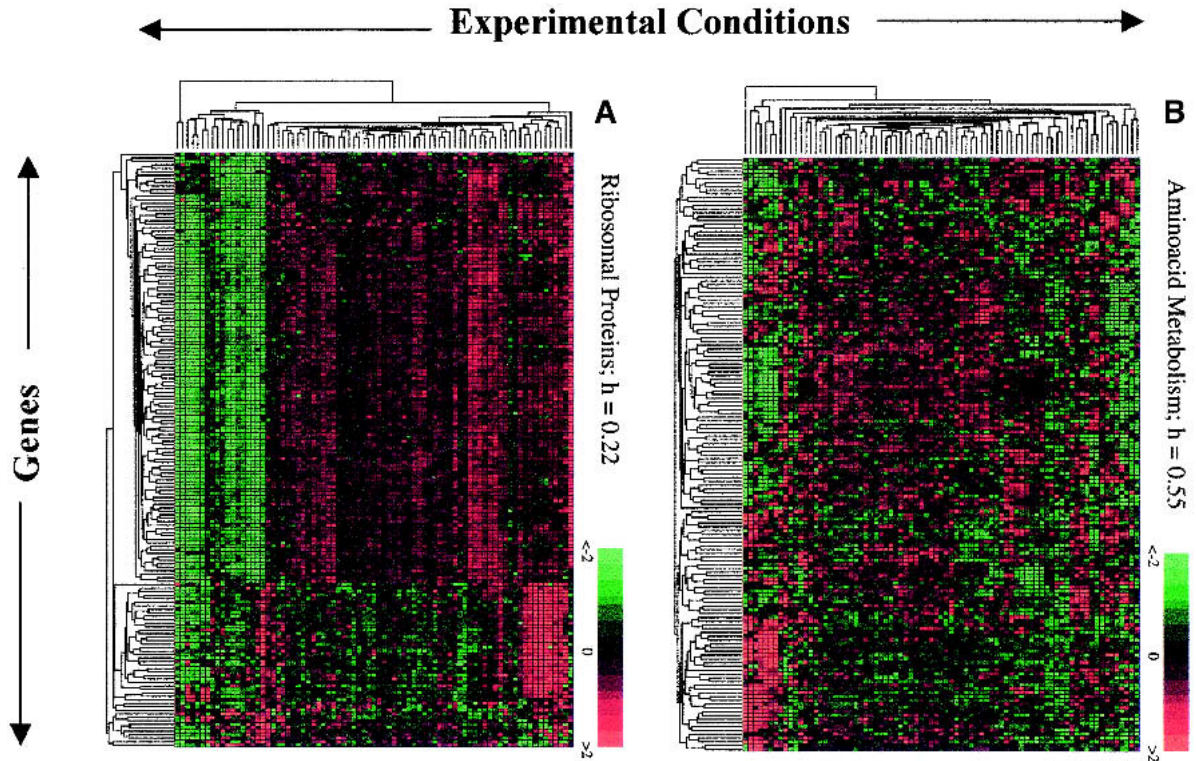 Experimental Conditions
Genes
A
Ribosomal Proteins; h = 0.22
<-2
0
>2
B
Aminoacid Metabolism; h = 0.55
<-2
0
>2